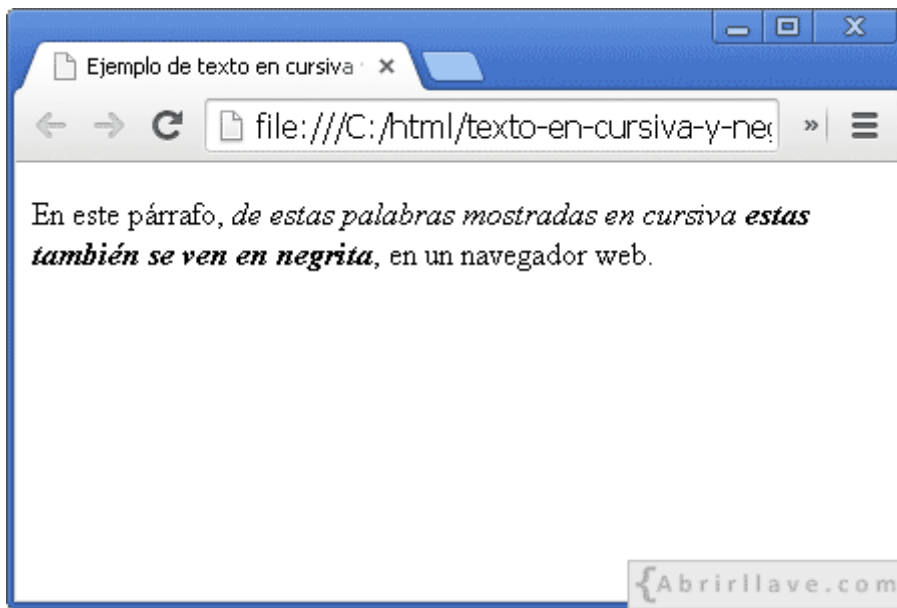 Ejemplo de texto en cursiva
file:///C:/html/texto-en-cursiva-y-neg
En este párrafo, de estas palabras mostradas en cursiva estas
también se ven en negrita, en un navegador web.
{Abrirllave.com